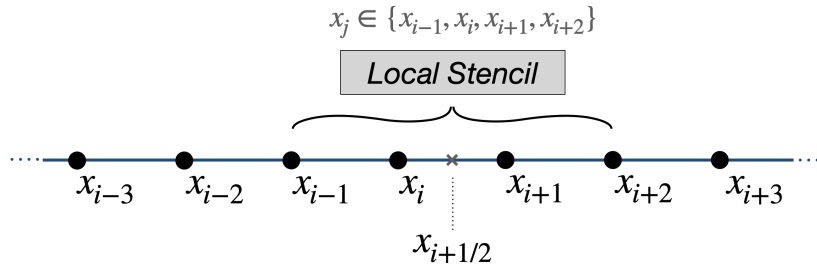 x_j ∈ {x_{i−1}, x_i, x_{i+1}, x_{i+2}}
Local Stencil
x_{i−3} x_{i−2} x_{i−1} x_i x_{i+1} x_{i+2} x_{i+3}
x_{i+1/2}